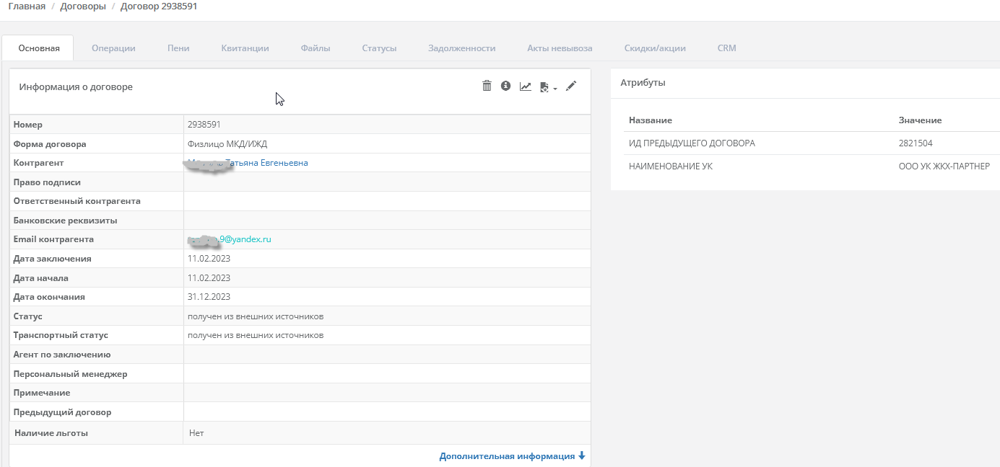 Главная / Договоры / Договор 2938591
Основная Операции Пени Квитанции Файлы Статусы Задолженности Акты невывоза Скидки/акции CRM
Информация о договоре
Номер 2938591
Форма договора Физлицо МКД/ИЖД
Контрагент Татьяна Евгеньевна
Право подписи
Ответственный контрагента
Банковские реквизиты
Email контрагента .9@yandex.ru
Дата заключения 11.02.2023
Дата начала 11.02.2023
Дата окончания 31.12.2023
Статус получен из внешних источников
Транспортный статус получен из внешних источников
Агент по заключению
Персональный менеджер
Примечание
Предыдущий договор
Наличие льготы Нет
Дополнительная информация
Атрибуты
Название Значение
ИД ПРЕДЫДУЩЕГО ДОГОВОРА 2821504
НАИМЕНОВАНИЕ УК ООО УК ЖКХ-ПАРТНЕР